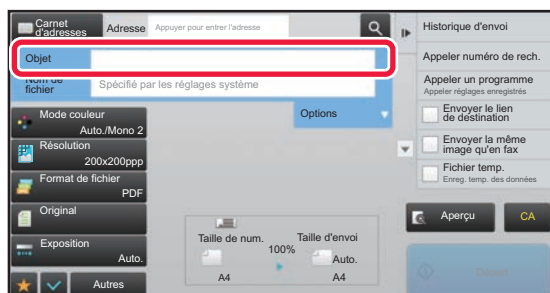 Carnet
d'adresses
Adresse
Appuyer pour entrer l'adresse
Historique d'envoi
Objet
Appeler numéro de rech.
Nom de
fichier
Spécifié par les réglages système
Appeler un programme
Appeler réglages enregistrés
Mode couleur
Auto./Mono 2
Options
Envoyer le lien
de destination
Résolution
200x200ppp
Envoyer la même
image qu'en fax
Format de fichier
PDF
Fichier temp.
Enreg. temp. des données
Original
Aperçu
CA
Exposition
Auto.
Taille de num.
100%
Taille d'envoi
Auto.
A4
A4
Autres
Départ